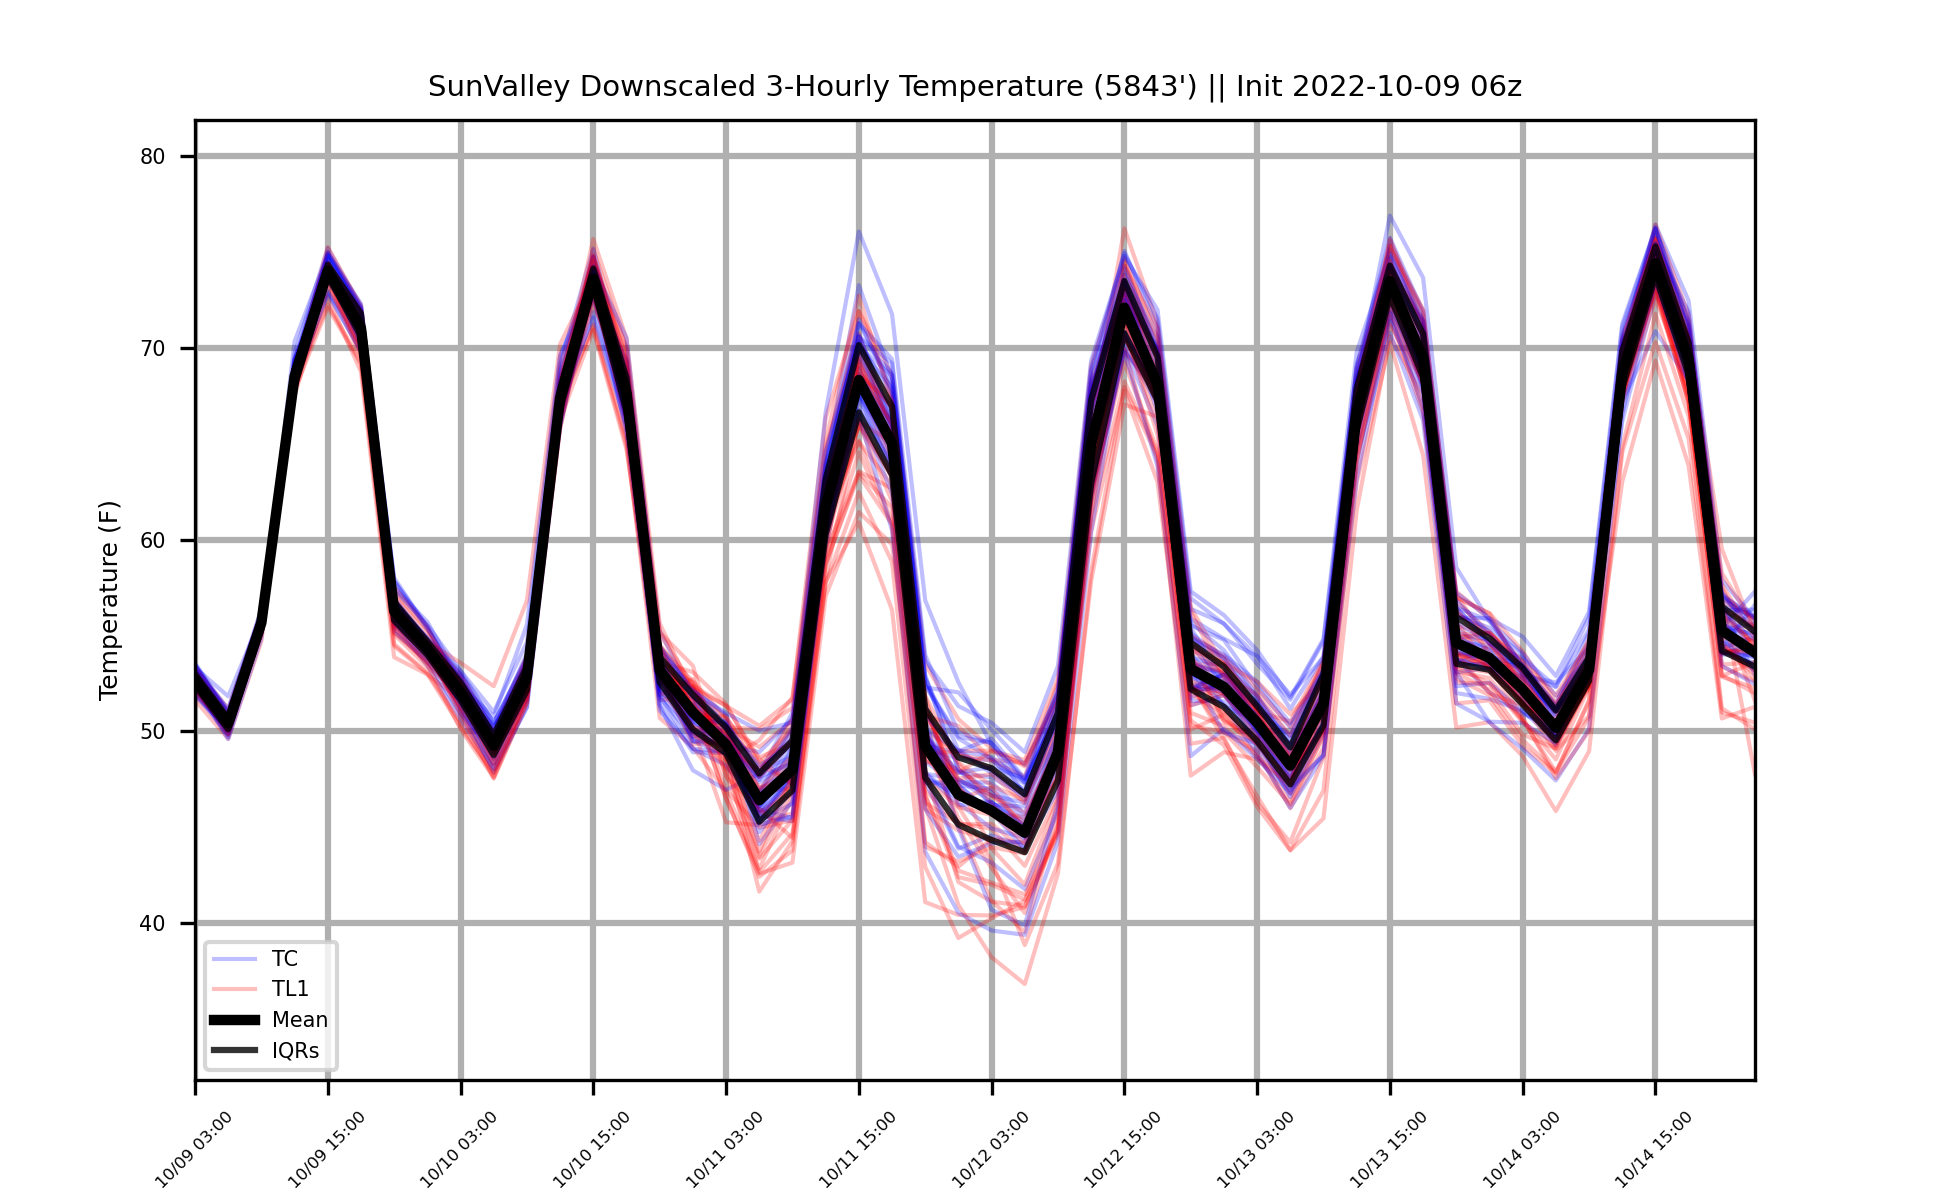 SunValley Downscaled 3-Hourly Temperature (5843') || Init 2022-10-09 06z
Temperature (F)
80
70
60
50
40
TC
TL1
Mean
IQRs
10/09 03:00
10/09 15:00
10/10 03:00
10/10 15:00
10/11 03:00
10/11 15:00
10/12 03:00
10/12 15:00
10/13 03:00
10/13 15:00
10/14 03:00
10/14 15:00